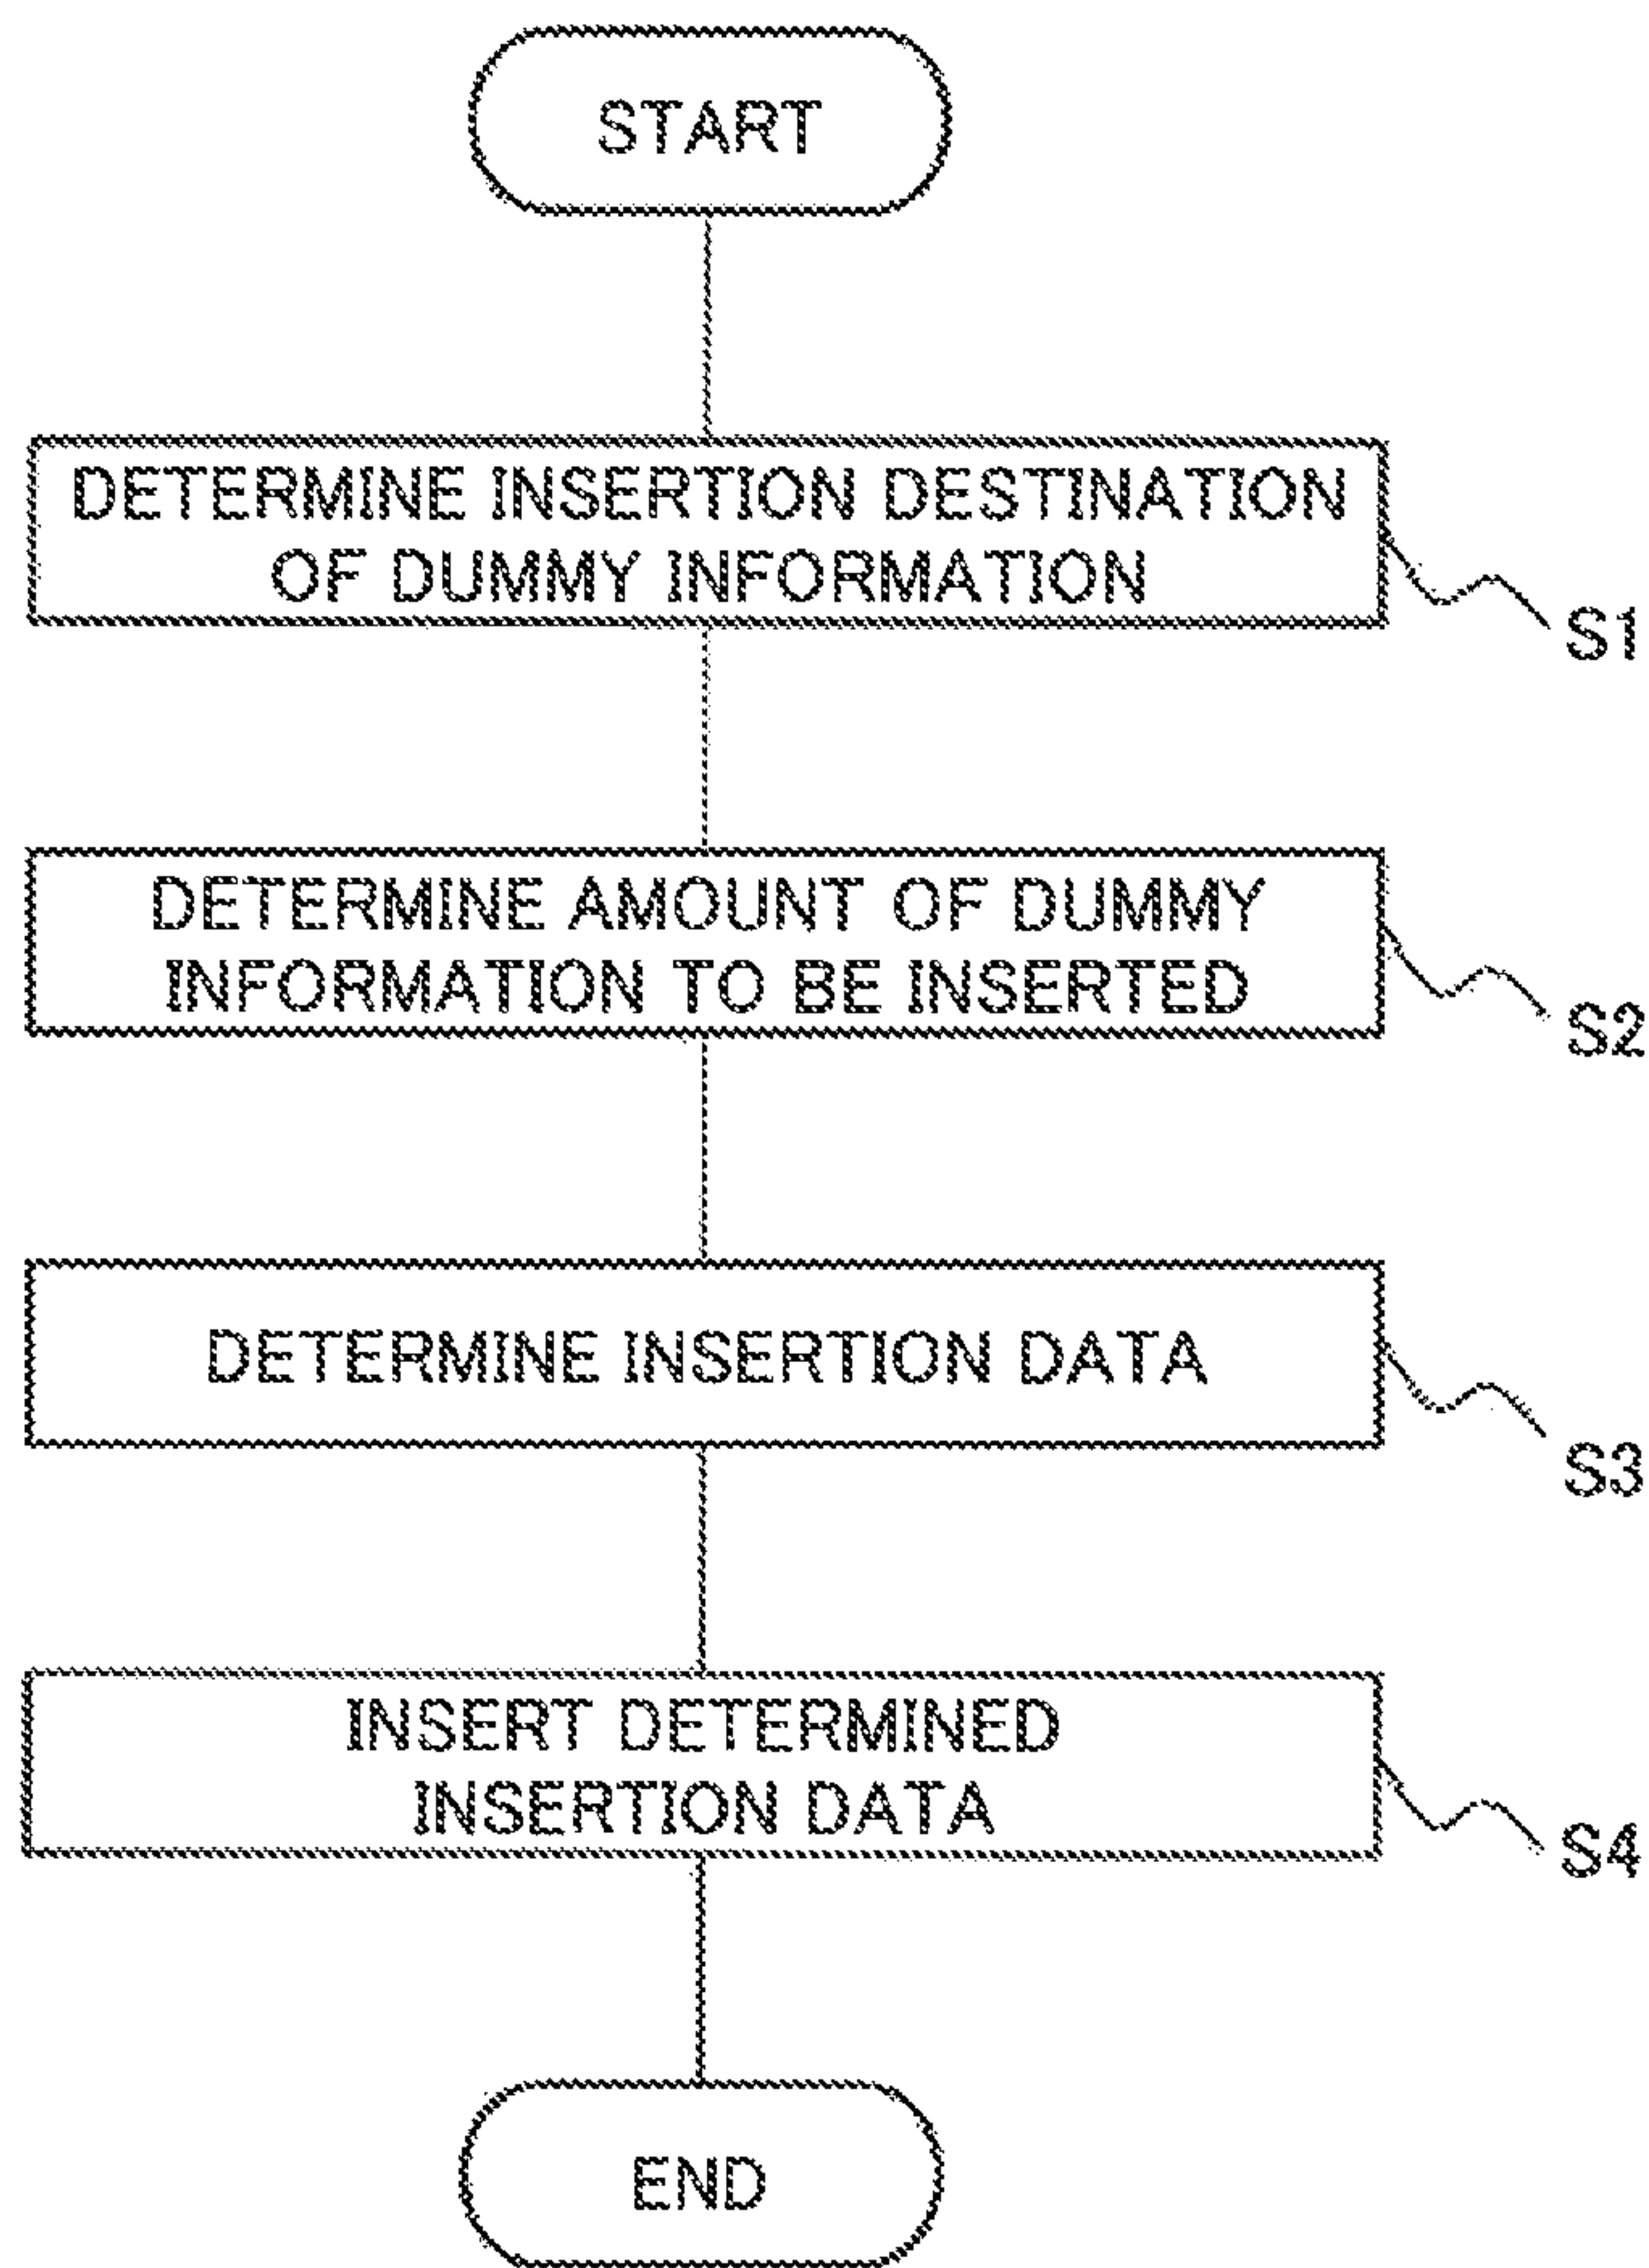 START
DETERMINE INSERTION DESTINATION
OF DUMMY INFORMATION
S1
DETERMINE AMOUNT OF DUMMY
INFORMATION TO BE INSERTED
S2
DETERMINE INSERTION DATA
S3
INSERT DETERMINED
INSERTION DATA
S4
END